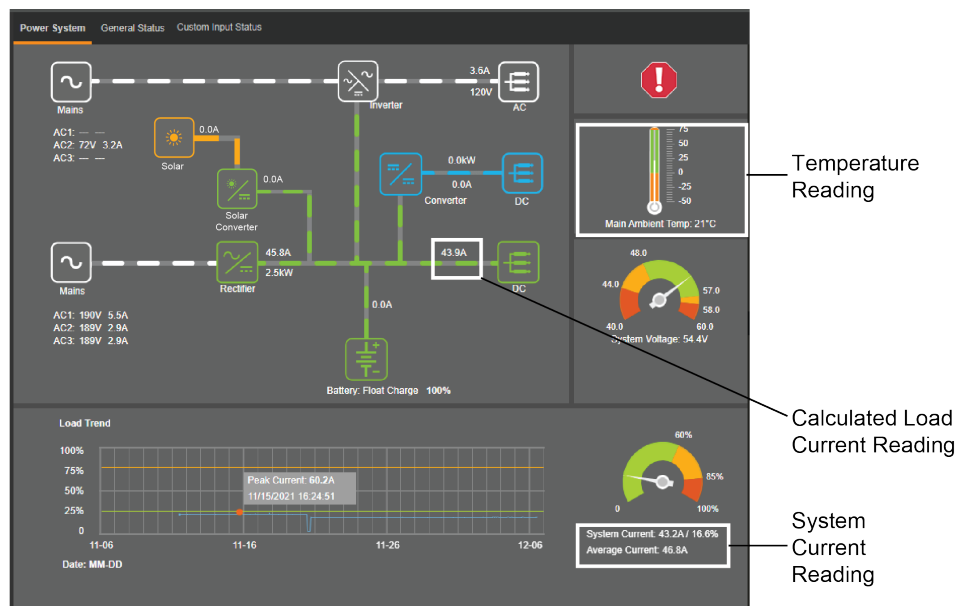 Power System General Status Custom Input Status
Mains
AC1: — —
AC2: 72V 3.2A
AC3: — —
Inverter
3.6A
120V
AC
Solar
0.0A
Solar
Converter
0.0A
Converter
0.0kW
0.0A
DC
Mains
AC1: 190V 5.5A
AC2: 189V 2.9A
AC3: 189V 2.9A
Rectifier
45.8A
2.5kW
43.9A
DC
0.0A
Battery: Float Charge 100%
75
50
25
0
-25
-50
Main Ambient Temp: 21°C
40.0
44.0
48.0
57.0
58.0
60.0
System Voltage: 54.4V
Load Trend
100%
75%
50%
25%
0
Peak Current: 60.2A
11/15/2021 16:24.51
11-06
11-16
11-26
12-06
Date: MM-DD
0
60%
85%
100%
System Current: 43.2A / 16.6%
Average Current: 46.8A
Temperature
Reading
Calculated Load
Current Reading
System
Current
Reading